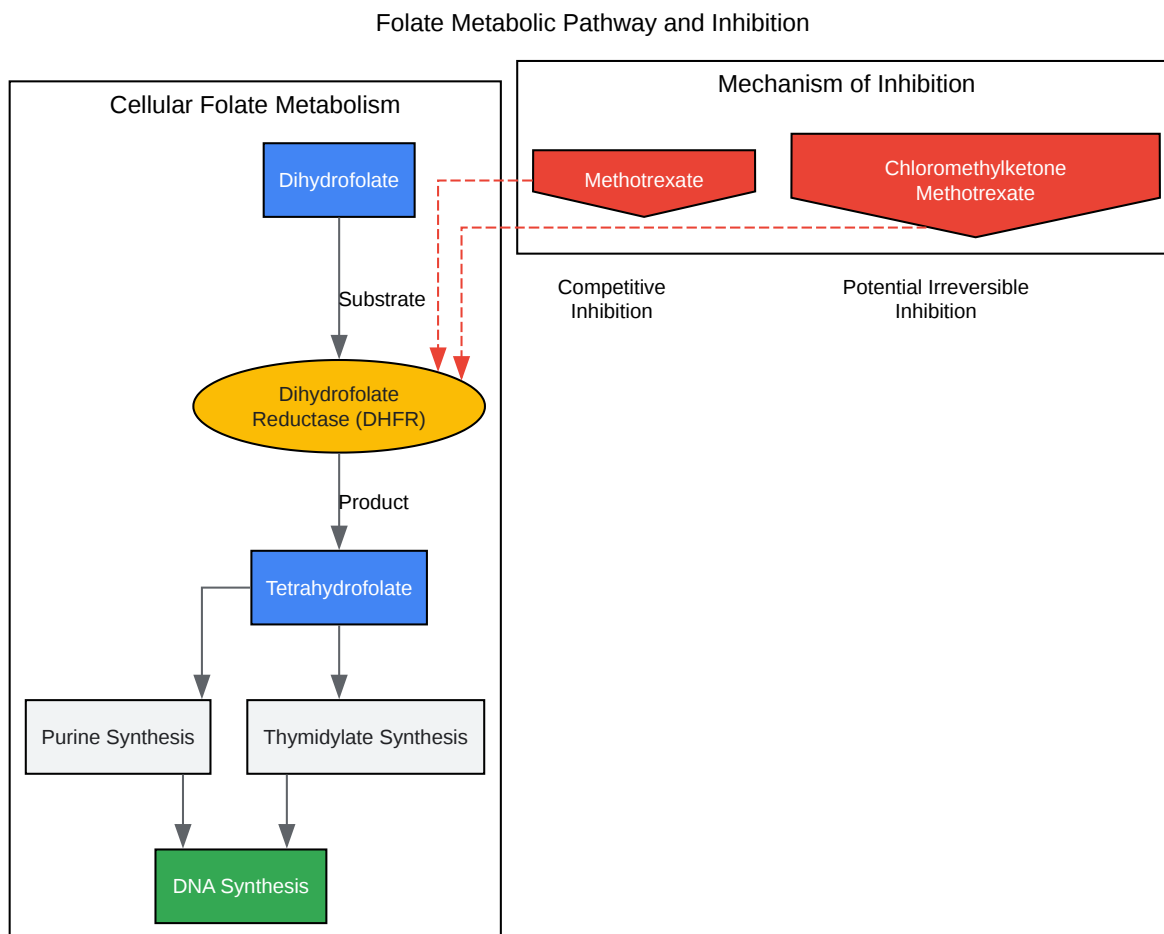 Folate Metabolic Pathway and Inhibition
Cellular Folate Metabolism
Dihydrofolate
Substrate
Dihydrofolate
Reductase (DHFR)
Product
Tetrahydrofolate
Purine Synthesis
Thymidylate Synthesis
DNA Synthesis
Mechanism of Inhibition
Methotrexate
Chloromethylketone
Methotrexate
Competitive
Inhibition
Potential Irreversible
Inhibition